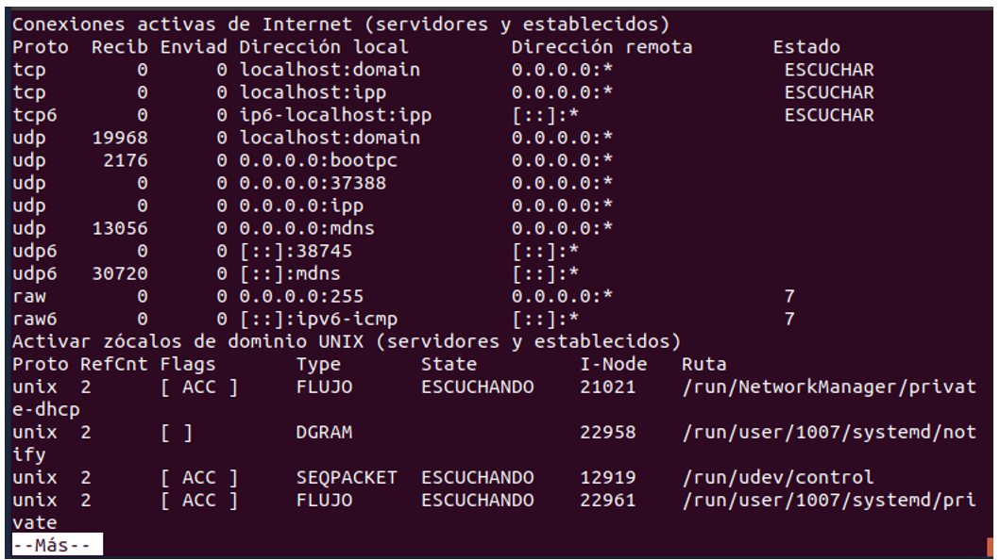 Conexiones activas de Internet (servidores y establecidos)
Proto  Recib Enviad Dirección local         Dirección remota       Estado
tcp        0      0 localhost:domain        0.0.0.0:*               ESCUCHAR
tcp        0      0 localhost:ipp           0.0.0.0:*               ESCUCHAR
tcp6       0      0 ip6-localhost:ipp       [::]:*                  ESCUCHAR
udp    19968      0 localhost:domain        0.0.0.0:*
udp     2176      0 0.0.0.0:bootpc          0.0.0.0:*
udp        0      0 0.0.0.0:37388           0.0.0.0:*
udp        0      0 0.0.0.0:ipp             0.0.0.0:*
udp    13056      0 0.0.0.0:mdns            0.0.0.0:*
udp6       0      0 [::]:38745              [::]:*
udp6   30720      0 [::]:mdns               [::]:*
raw        0      0 0.0.0.0:255             0.0.0.0:*               7
raw6       0      0 [::]:ipv6-icmp          [::]:*                  7
Activar zócalos de dominio UNIX (servidores y establecidos)
Proto RefCnt Flags       Type       State         I-Node   Ruta
unix  2      [ ACC ]     FLUJO      ESCUCHANDO    21021    /run/NetworkManager/privat
e-dhcp
unix  2      [ ]         DGRAM                    22958    /run/user/1007/systemd/not
ify
unix  2      [ ACC ]     SEQPACKET  ESCUCHANDO    12919    /run/udev/control
unix  2      [ ACC ]     FLUJO      ESCUCHANDO    22961    /run/user/1007/systemd/pri
vate
--Más--